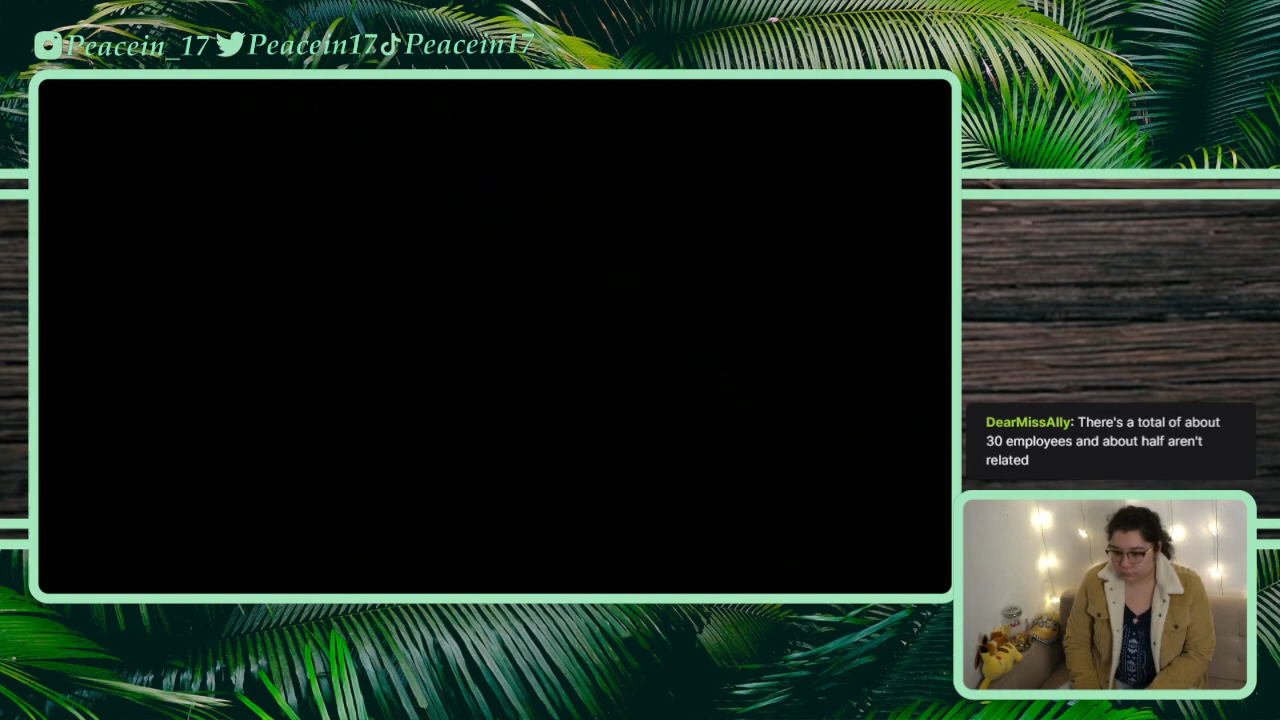 Peacein_17 Peacein17 Peacein17
DearMissAlly: There's a total of about
30 employees and about half aren't
related